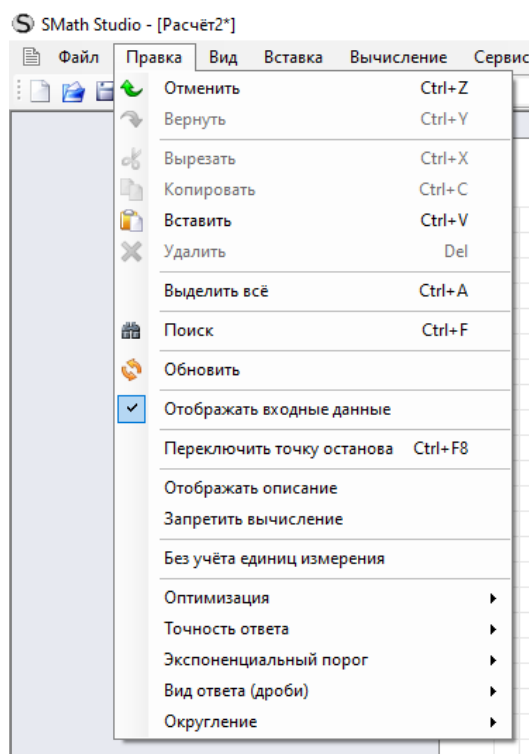 SMath Studio - [Расчёт2*]
Файл Правка Вид Вставка Вычисление Сервис
Отменить Ctrl+Z
Вернуть Ctrl+Y
Вырезать Ctrl+X
Копировать Ctrl+C
Вставить Ctrl+V
Удалить Del
Выделить всё Ctrl+A
Поиск Ctrl+F
Обновить
Отображать входные данные
Переключить точку останова Ctrl+F8
Отображать описание
Запретить вычисление
Без учёта единиц измерения
Оптимизация
Точность ответа
Экспоненциальный порог
Вид ответа (дроби)
Округление